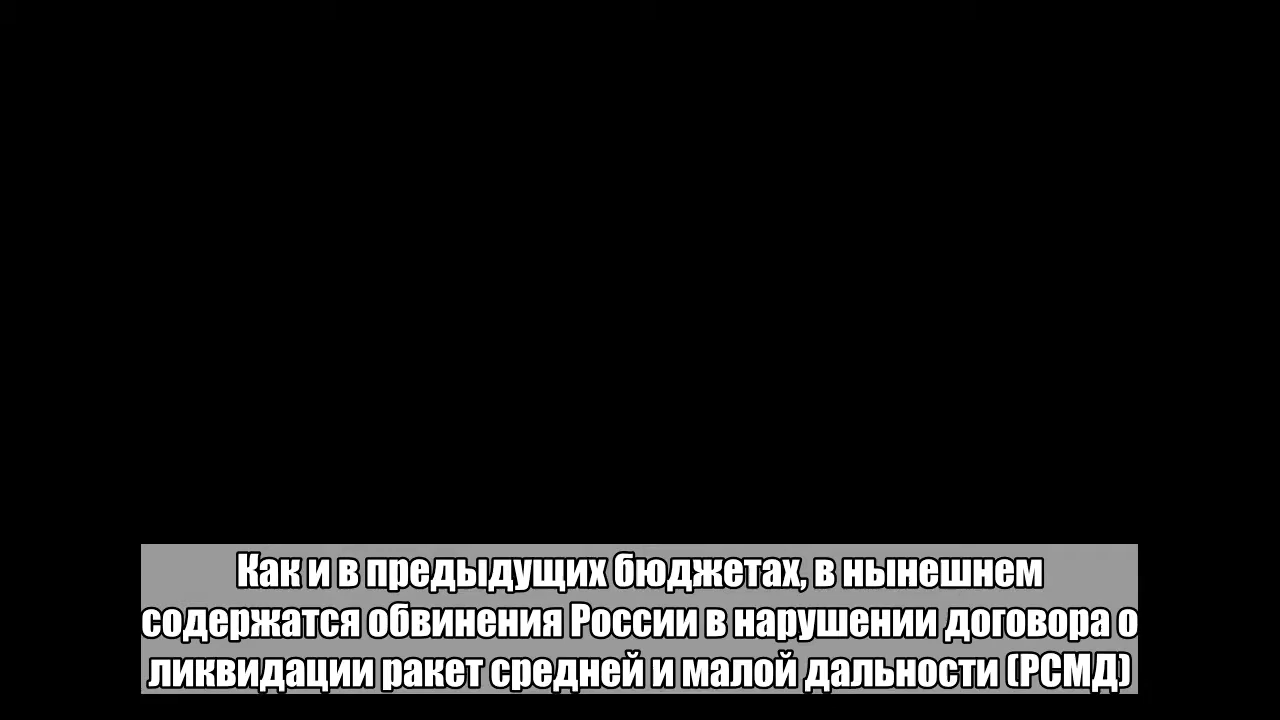 Как и в предыдущих бюджетах, в нынешнем
содержатся обвинения России в нарушении договора о
ликвидации ракет средней и малой дальности (РСМД)